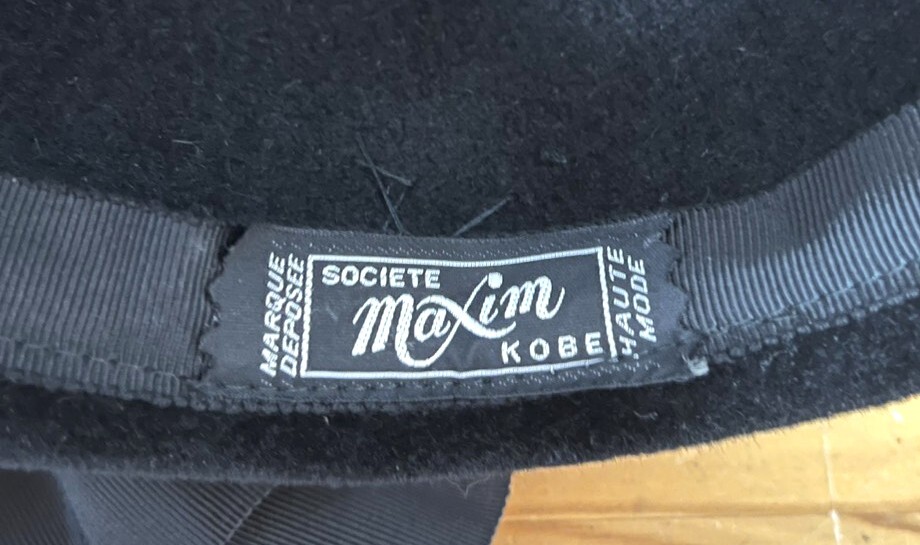 MARQUE
DEPOSEE
SOCIETE
maxim
KOBE
HAUTE
MODE